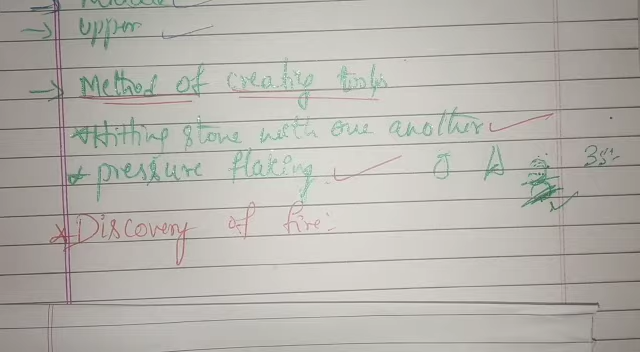 → Upper
→ Method of creating tools
*Hitting stone with one another
* pressure flaking
* Discovery of fire: